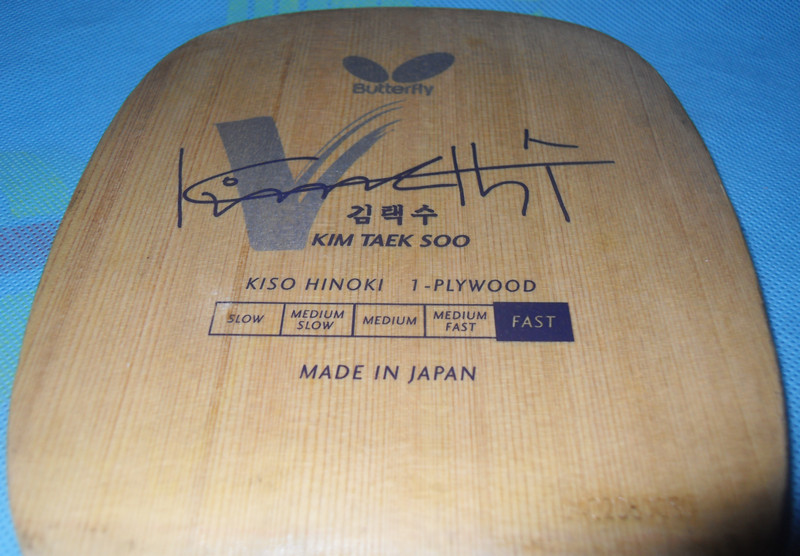 Butterfly
김택수
KIM TAEK SOO
KISO HINOKI 1-PLYWOOD
SLOW MEDIUM SLOW MEDIUM MEDIUM FAST FAST
MADE IN JAPAN